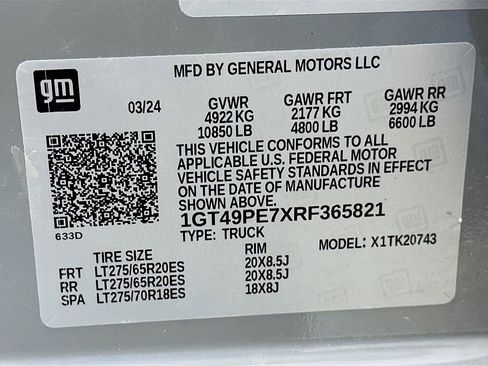 gm
MFD BY GENERAL MOTORS LLC
03/24 GVWR GAWR FRT GAWR RR
4922 KG 2177 KG 2994 KG
10850 LB 4800 LB 6600 LB
THIS VEHICLE CONFORMS TO ALL
APPLICABLE U.S. FEDERAL MOTOR
VEHICLE SAFETY STANDARDS IN
EFFECT ON THE DATE OF MANUFACTURE
SHOWN ABOVE.
1GT49PE7XRF365821
633D
TYPE: TRUCK MODEL: X1TK20743
TIRE SIZE RIM
FRT LT275/65R20ES 20X8.5J
RR LT275/65R20ES 20X8.5J
SPA LT275/70R18ES 18X8J